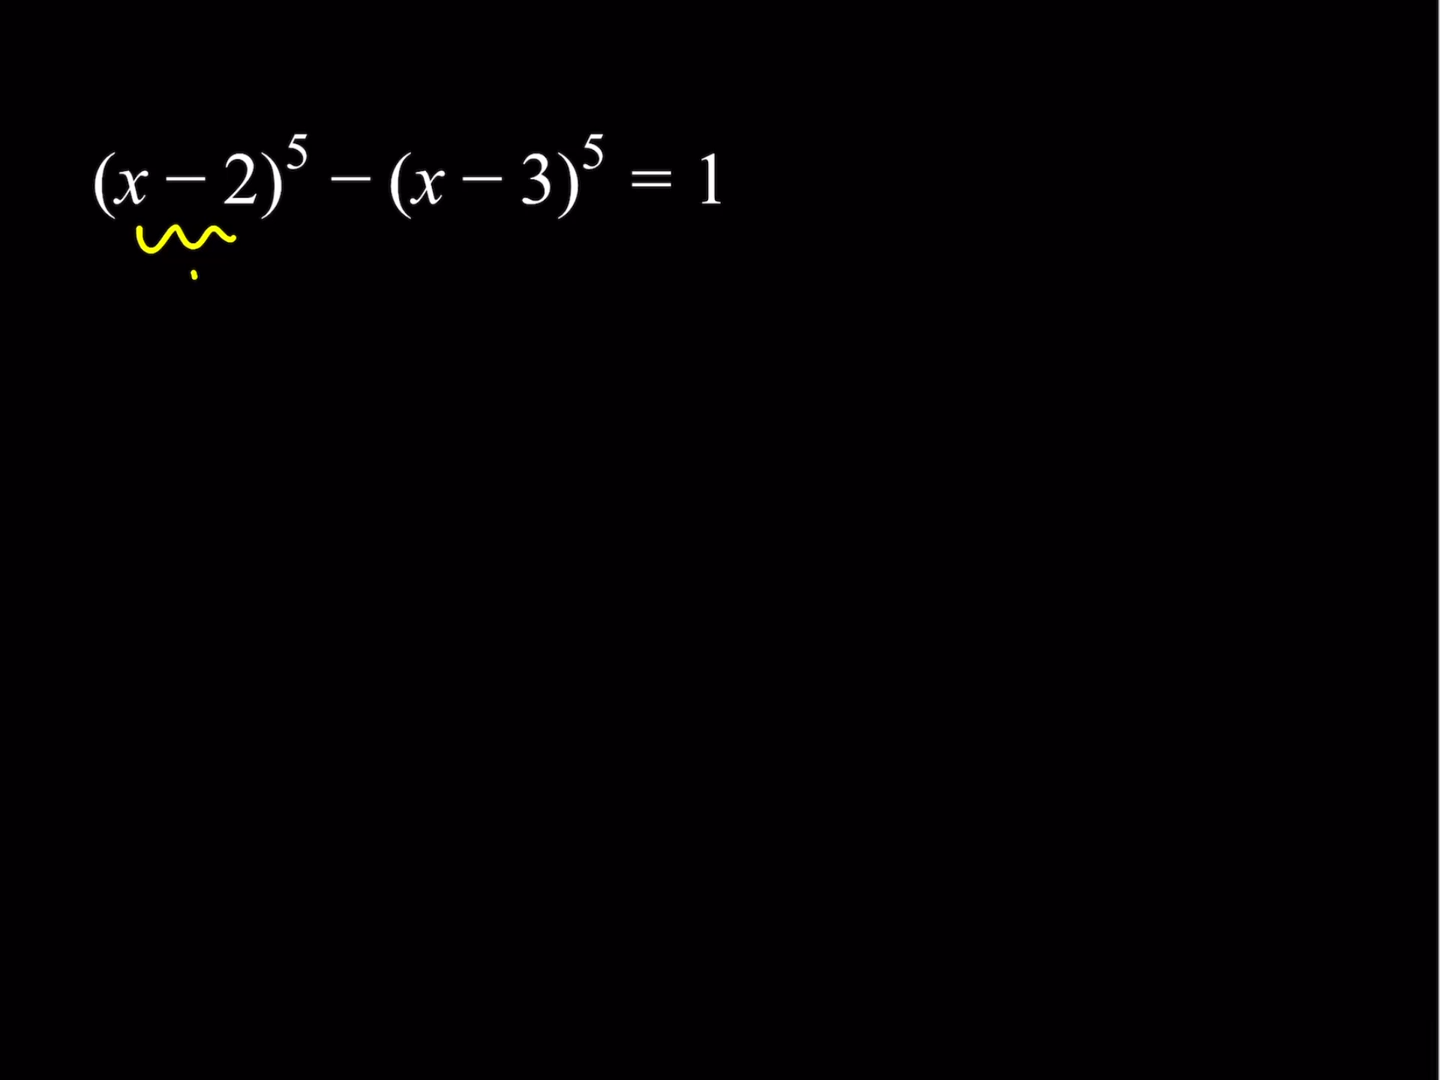 (x − 2)⁵ − (x − 3)⁵ = 1